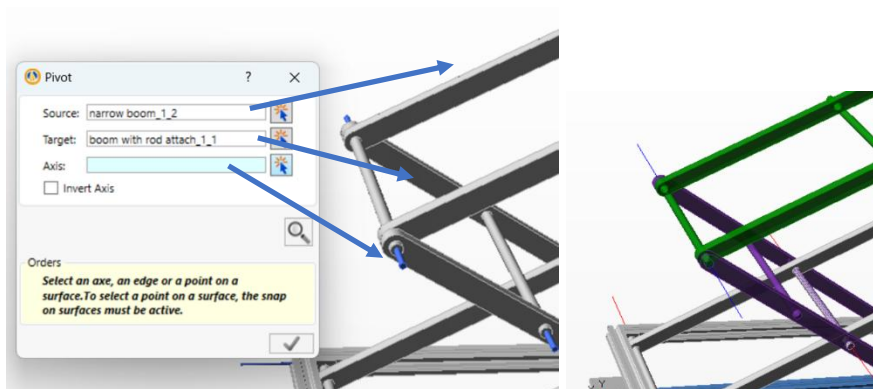 Pivot ? ×
Source: narrow boom_1_2
Target: boom with rod attach_1_1
Axis:
Invert Axis
Orders
Select an axe, an edge or a point on a
surface.To select a point on a surface, the snap
on surfaces must be active.
Y